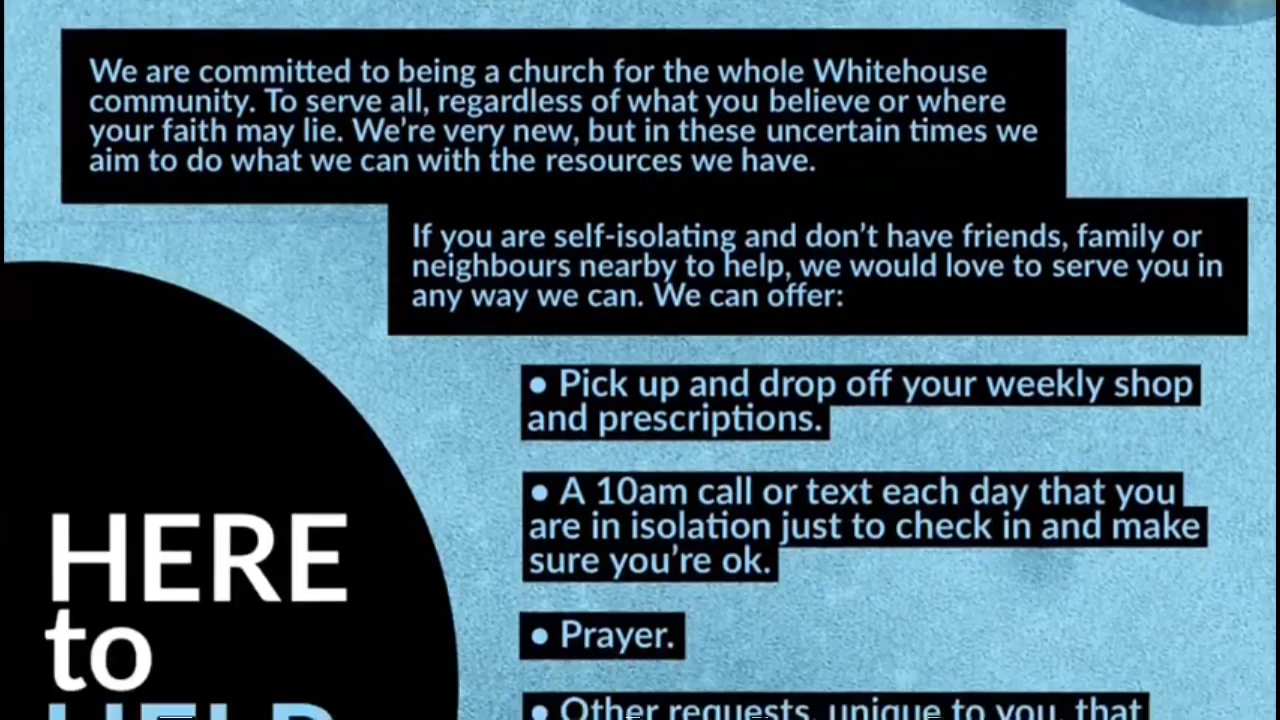 We are committed to being a church for the whole Whitehouse
community. To serve all, regardless of what you believe or where
your faith may lie. We're very new, but in these uncertain times we
aim to do what we can with the resources we have.
If you are self-isolating and don't have friends, family or
neighbours nearby to help, we would love to serve you in
any way we can. We can offer:
• Pick up and drop off your weekly shop
and prescriptions.
• A 10am call or text each day that you
are in isolation just to check in and make
sure you're ok.
• Prayer.
• Other requests, unique to you, that
HERE
to
HELP